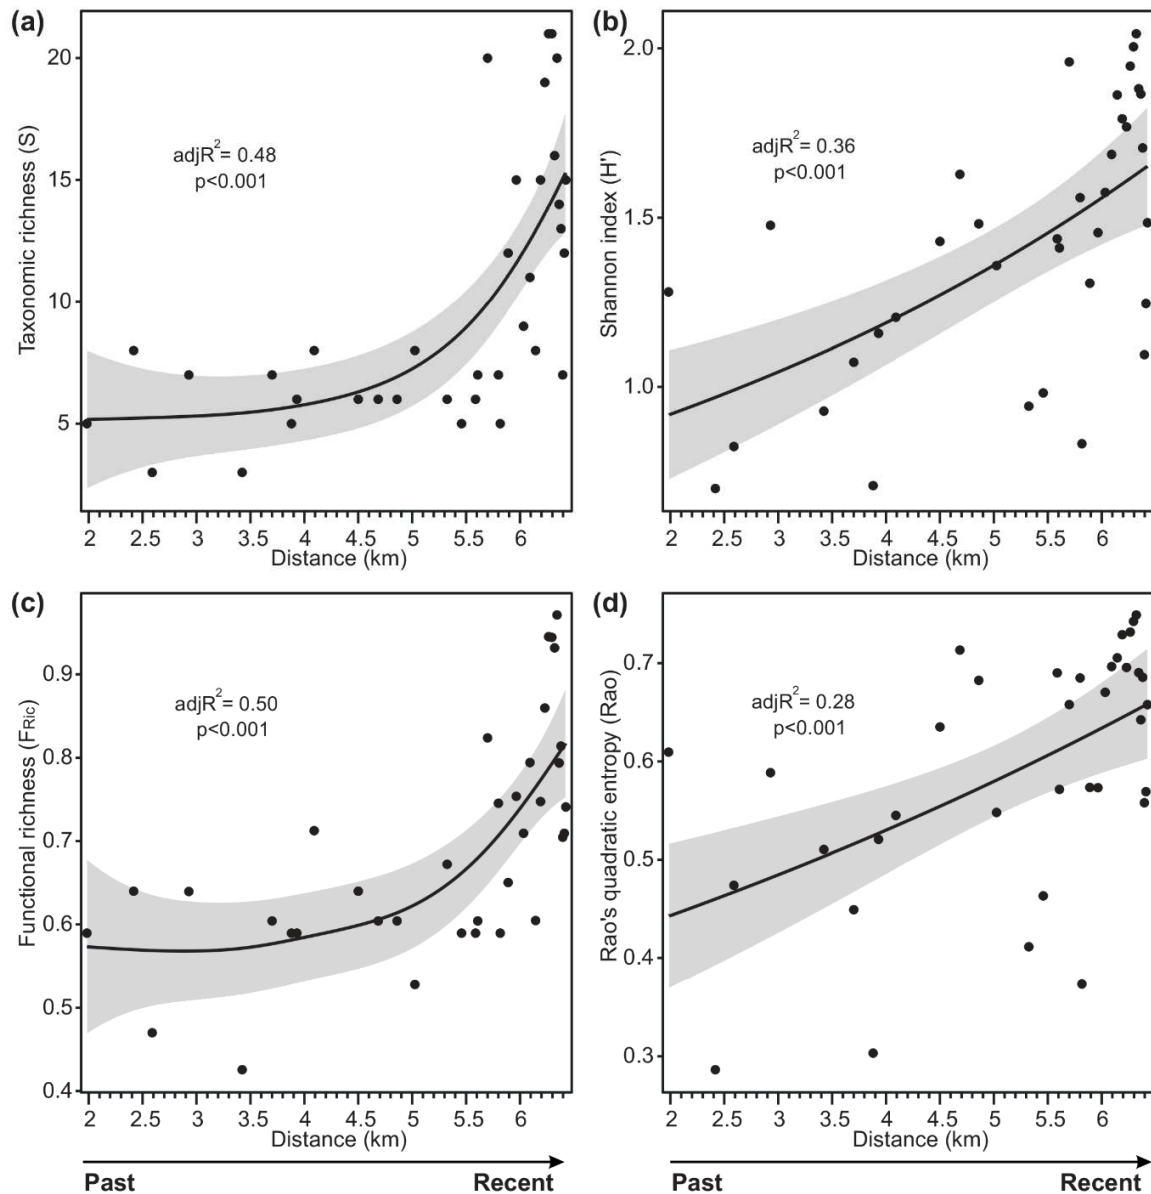 (a)
Taxonomic richness (S)
20
15
10
5
adjR²= 0.48
p<0.001
2 2.5 3 3.5 4 4.5 5 5.5 6
Distance (km)
(b)
Shannon index (H')
2.0
1.5
1.0
adjR²= 0.36
p<0.001
2 2.5 3 3.5 4 4.5 5 5.5 6
Distance (km)
(c)
Functional richness (FRic)
0.9
0.8
0.7
0.6
0.5
0.4
adjR²= 0.50
p<0.001
2 2.5 3 3.5 4 4.5 5 5.5 6
Distance (km)
Past Recent
(d)
Rao's quadratic entropy (Rao)
0.7
0.6
0.5
0.4
0.3
adjR²= 0.28
p<0.001
2 2.5 3 3.5 4 4.5 5 5.5 6
Distance (km)
Past Recent